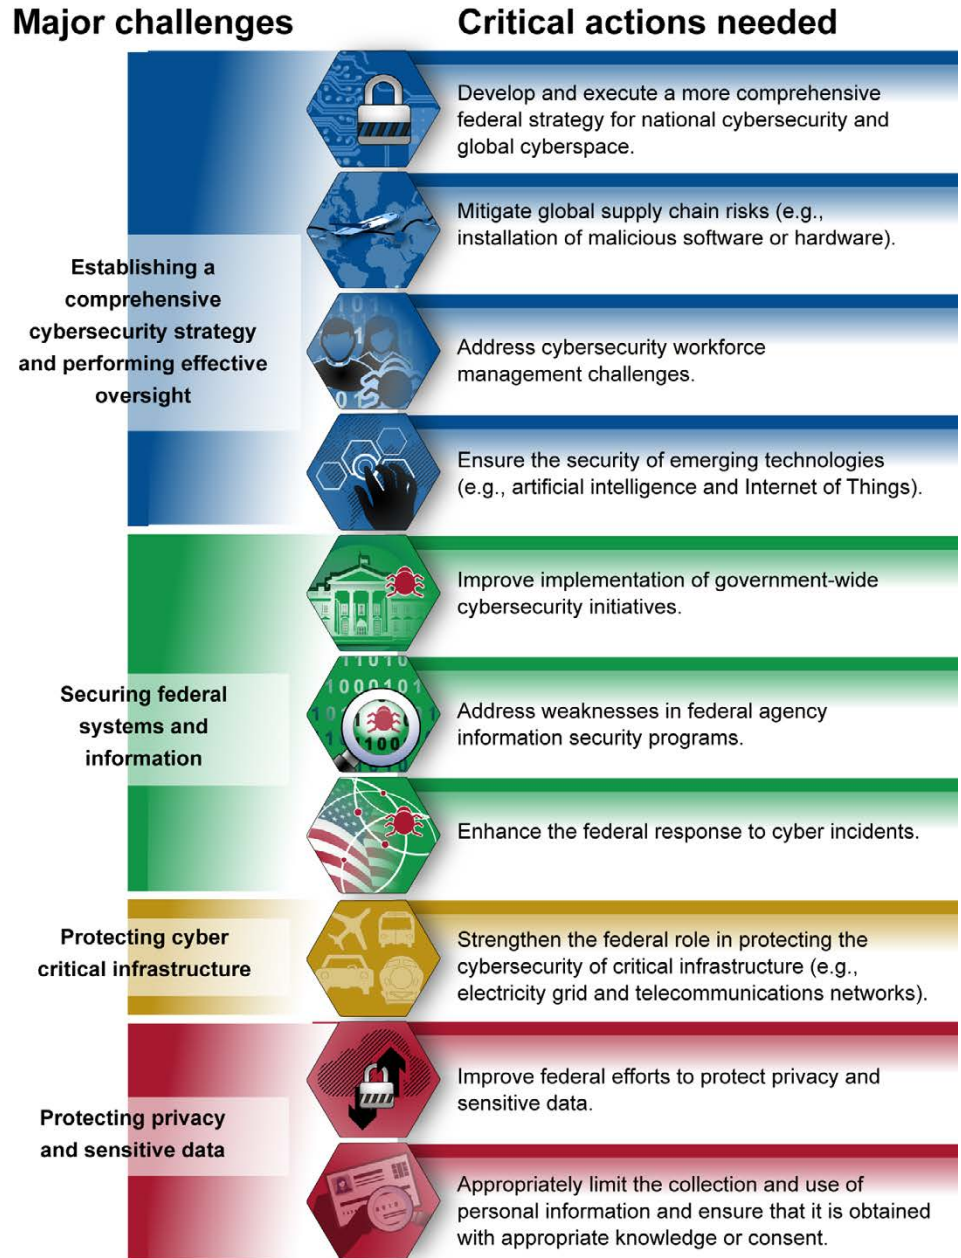 Major challenges
Critical actions needed
Establishing a
comprehensive
cybersecurity strategy
and performing effective
oversight
Develop and execute a more comprehensive
federal strategy for national cybersecurity and
global cyberspace.
Mitigate global supply chain risks (e.g.,
installation of malicious software or hardware).
Address cybersecurity workforce
management challenges.
Ensure the security of emerging technologies
(e.g., artificial intelligence and Internet of Things).
Securing federal
systems and
information
Improve implementation of government-wide
cybersecurity initiatives.
Address weaknesses in federal agency
information security programs.
Enhance the federal response to cyber incidents.
Protecting cyber
critical infrastructure
Strengthen the federal role in protecting the
cybersecurity of critical infrastructure (e.g.,
electricity grid and telecommunications networks).
Protecting privacy
and sensitive data
Improve federal efforts to protect privacy and
sensitive data.
Appropriately limit the collection and use of
personal information and ensure that it is obtained
with appropriate knowledge or consent.